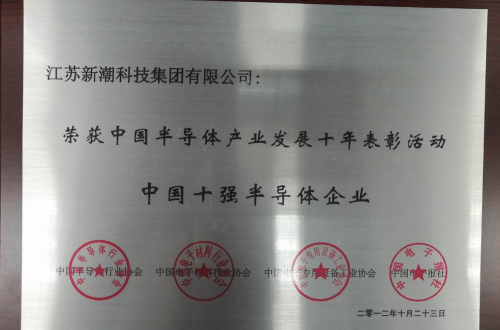 江苏新潮科技集团有限公司:
荣获中国半导体产业发展十年表彰活动
中国十强半导体企业
中国半导体行业协会 中国电子材料行业协会 中国电子专用设备工业协会 中国电子报社
二零一二年十月二十三日